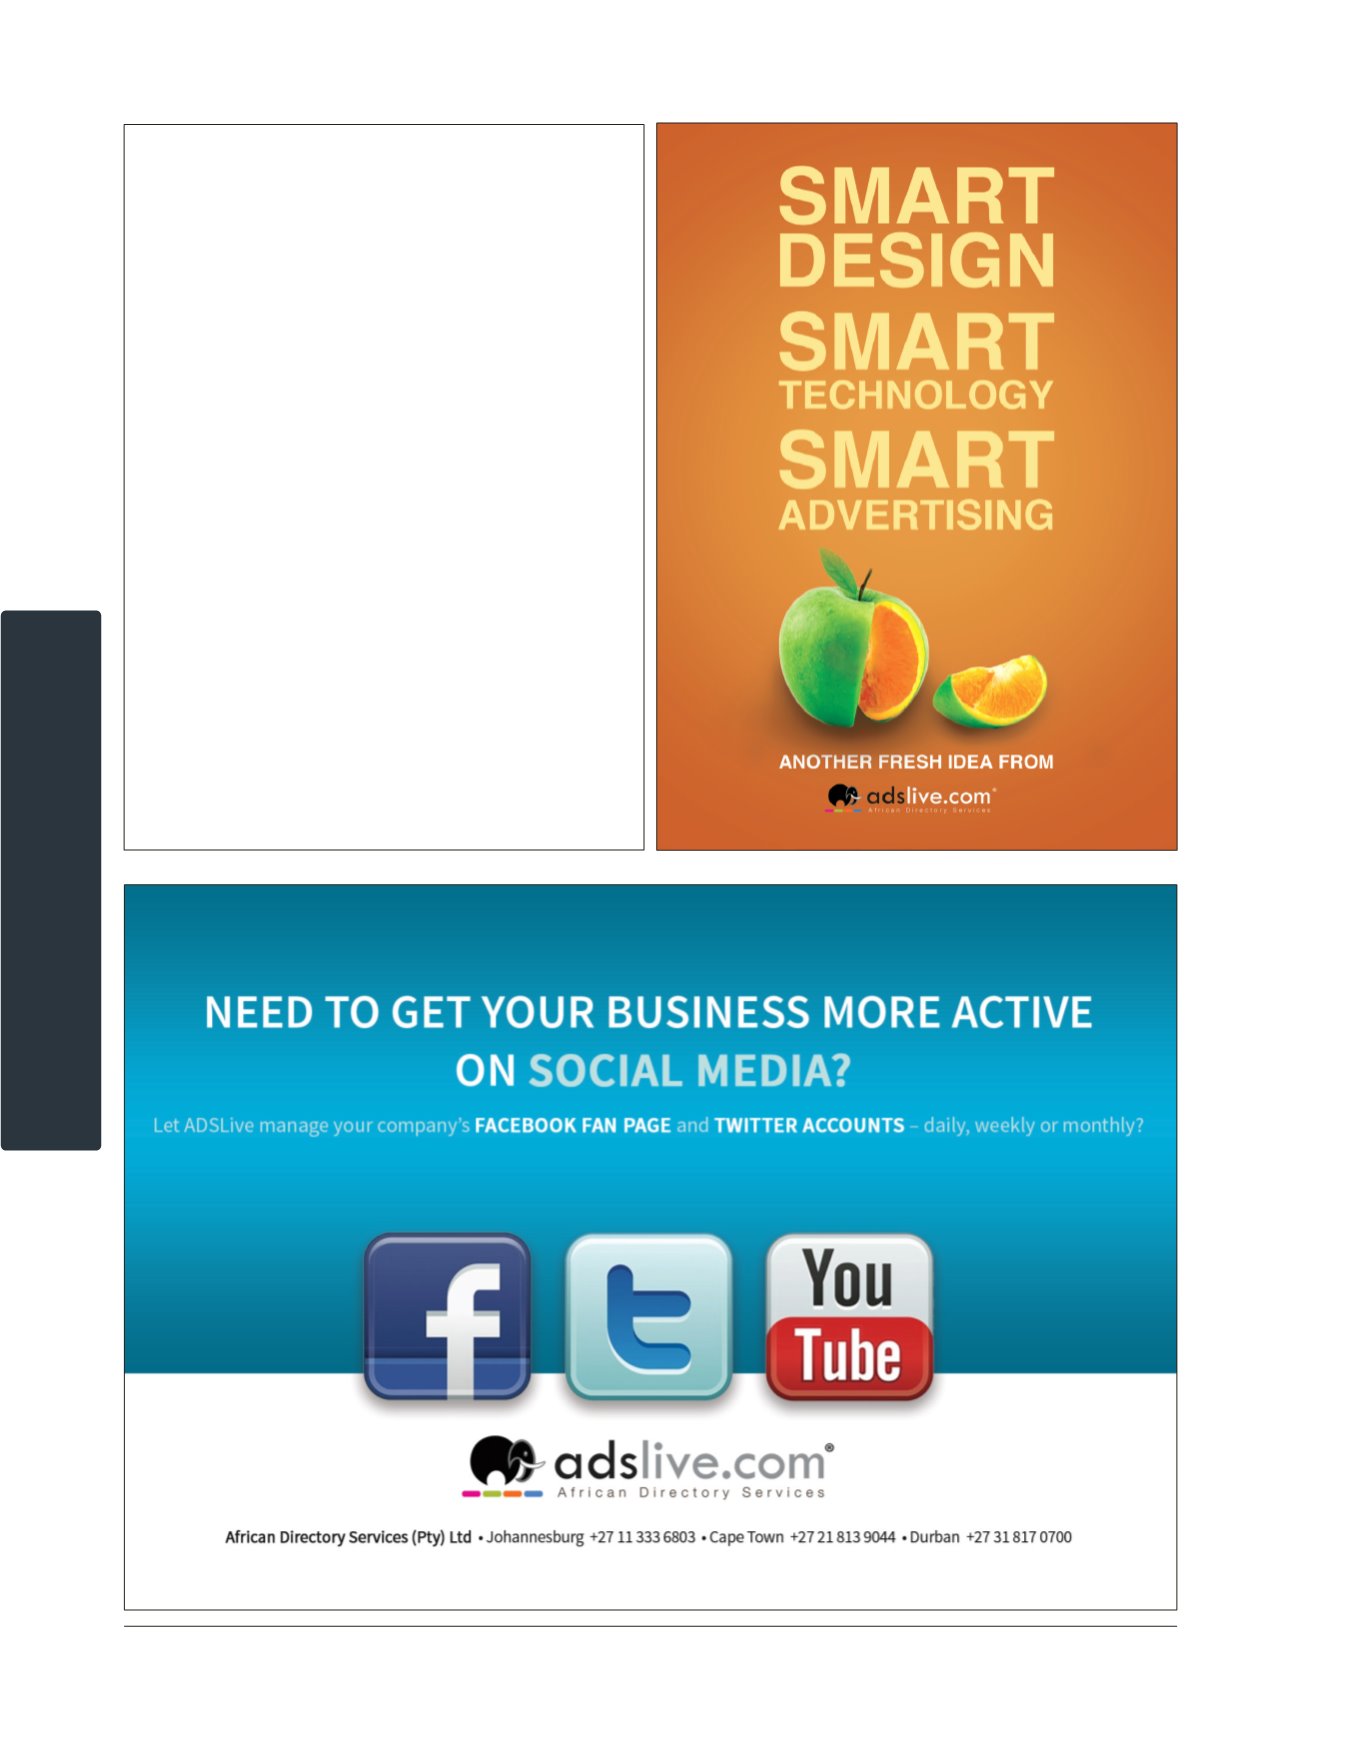 SMART
DESIGN
SMART
TECHNOLOGY
SMART
ADVERTISING
ANOTHER FRESH IDEA FROM
adslive.com®
African Directory Services
NEED TO GET YOUR BUSINESS MORE ACTIVE
ON SOCIAL MEDIA?
Let ADSLive manage your company’s FACEBOOK FAN PAGE and TWITTER ACCOUNTS – daily, weekly or monthly?
f t You
Tube
adslive.com®
African Directory Services
African Directory Services (Pty) Ltd • Johannesburg +27 11 333 6803 • Cape Town +27 21 813 9044 • Durban +27 31 817 0700